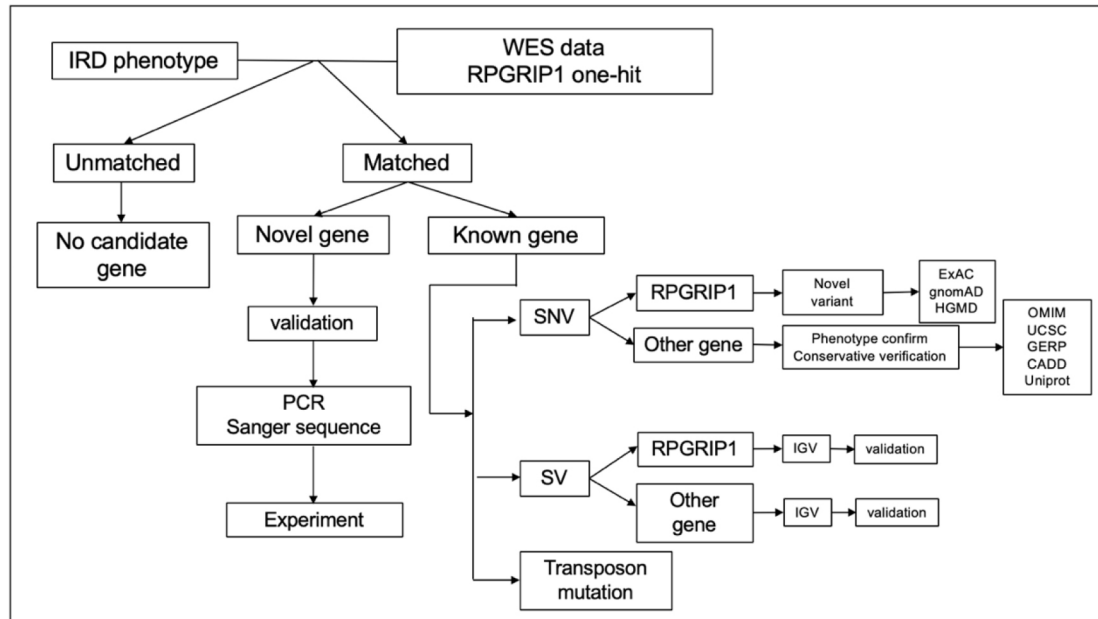 IRD phenotype
WES data
RPGRIP1 one-hit
Unmatched
Matched
No candidate
gene
Novel gene
Known gene
validation
PCR
Sanger sequence
Experiment
SNV
RPGRIP1
Novel
variant
ExAC
gnomAD
HGMD
Other gene
Phenotype confirm
Conservative verification
OMIM
UCSC
GERP
CADD
Uniprot
SV
RPGRIP1
IGV
validation
Other
gene
IGV
validation
Transposon
mutation